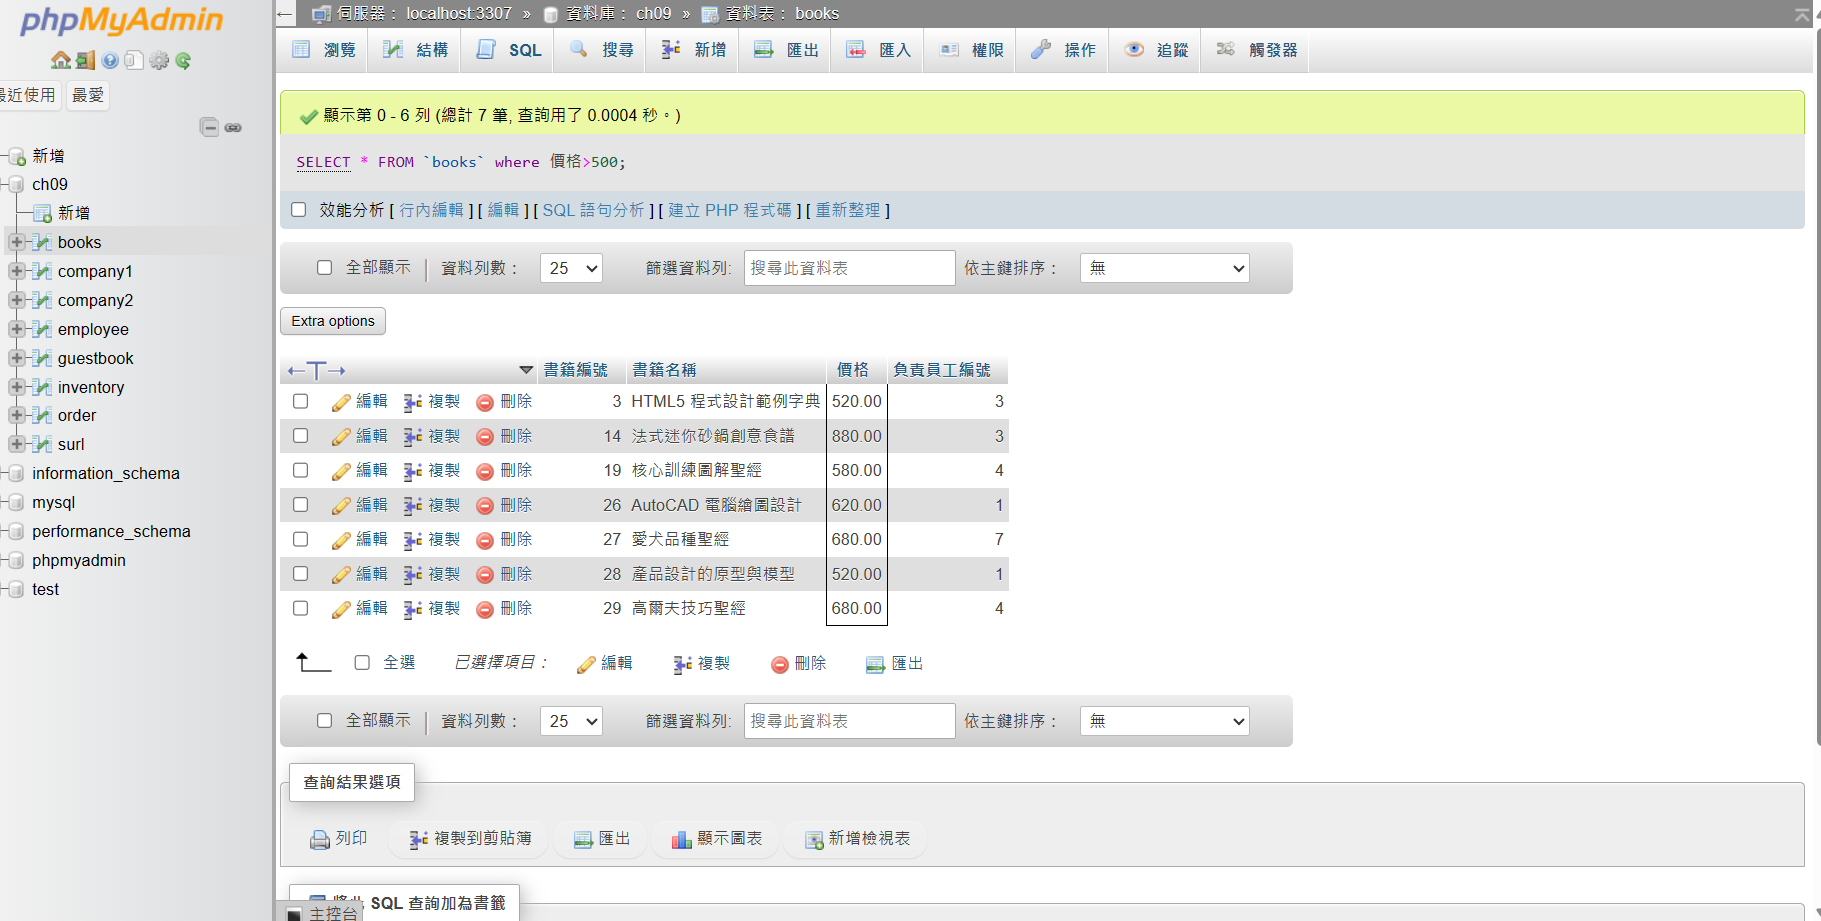 phpMyAdmin
最近使用 最愛
新增
ch09
新增
books
company1
company2
employee
guestbook
inventory
order
surl
information_schema
mysql
performance_schema
phpmyadmin
test
← 伺服器： localhost:3307 » 資料庫： ch09 » 資料表： books
瀏覽 結構 SQL 搜尋 新增 匯出 匯入 權限 操作 追蹤 觸發器
顯示第 0 - 6 列 (總計 7 筆, 查詢用了 0.0004 秒。)
SELECT * FROM `books` where 價格>500;
效能分析 [ 行內編輯 ] [ 編輯 ] [ SQL 語句分析 ] [ 建立 PHP 程式碼 ] [ 重新整理 ]
全部顯示 | 資料列數： 25 篩選資料列: 搜尋此資料表 依主鍵排序： 無
Extra options
←T→ 書籍編號 書籍名稱 價格 負責員工編號
編輯 複製 刪除 3 HTML5 程式設計範例字典 520.00 3
編輯 複製 刪除 14 法式迷你砂鍋創意食譜 880.00 3
編輯 複製 刪除 19 核心訓練圖解聖經 580.00 4
編輯 複製 刪除 26 AutoCAD 電腦繪圖設計 620.00 1
編輯 複製 刪除 27 愛犬品種聖經 680.00 7
編輯 複製 刪除 28 產品設計的原型與模型 520.00 1
編輯 複製 刪除 29 高爾夫技巧聖經 680.00 4
全選 已選擇項目： 編輯 複製 刪除 匯出
全部顯示 | 資料列數： 25 篩選資料列: 搜尋此資料表 依主鍵排序： 無
查詢結果選項
列印 複製到剪貼簿 匯出 顯示圖表 新增檢視表
SQL 查詢加為書籤
主控台